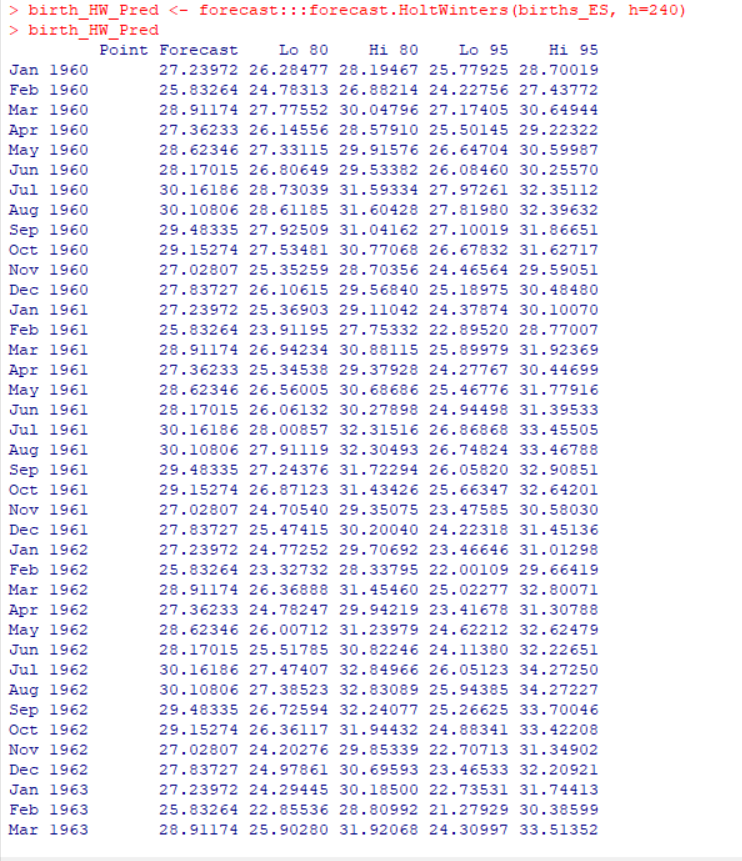 > birth_HW_Pred <- forecast:::forecast.HoltWinters(births_ES, h=240)
> birth_HW_Pred
         Point Forecast    Lo 80    Hi 80    Lo 95    Hi 95
Jan 1960       27.23972 26.28477 28.19467 25.77925 28.70019
Feb 1960       25.83264 24.78313 26.88214 24.22756 27.43772
Mar 1960       28.91174 27.77552 30.04796 27.17405 30.64944
Apr 1960       27.36233 26.14556 28.57910 25.50145 29.22322
May 1960       28.62346 27.33115 29.91576 26.64704 30.59987
Jun 1960       28.17015 26.80649 29.53382 26.08460 30.25570
Jul 1960       30.16186 28.73039 31.59334 27.97261 32.35112
Aug 1960       30.10806 28.61185 31.60428 27.81980 32.39632
Sep 1960       29.48335 27.92509 31.04162 27.10019 31.86651
Oct 1960       29.15274 27.53481 30.77068 26.67832 31.62717
Nov 1960       27.02807 25.35259 28.70356 24.46564 29.59051
Dec 1960       27.83727 26.10615 29.56840 25.18975 30.48480
Jan 1961       27.23972 25.36903 29.11042 24.37874 30.10070
Feb 1961       25.83264 23.91195 27.75332 22.89520 28.77007
Mar 1961       28.91174 26.94234 30.88115 25.89979 31.92369
Apr 1961       27.36233 25.34538 29.37928 24.27767 30.44699
May 1961       28.62346 26.56005 30.68686 25.46776 31.77916
Jun 1961       28.17015 26.06132 30.27898 24.94498 31.39533
Jul 1961       30.16186 28.00857 32.31516 26.86868 33.45505
Aug 1961       30.10806 27.91119 32.30493 26.74824 33.46788
Sep 1961       29.48335 27.24376 31.72294 26.05820 32.90851
Oct 1961       29.15274 26.87123 31.43426 25.66347 32.64201
Nov 1961       27.02807 24.70540 29.35075 23.47585 30.58030
Dec 1961       27.83727 25.47415 30.20040 24.22318 31.45136
Jan 1962       27.23972 24.77252 29.70692 23.46646 31.01298
Feb 1962       25.83264 23.32732 28.33795 22.00109 29.66419
Mar 1962       28.91174 26.36888 31.45460 25.02277 32.80071
Apr 1962       27.36233 24.78247 29.94219 23.41678 31.30788
May 1962       28.62346 26.00712 31.23979 24.62212 32.62479
Jun 1962       28.17015 25.51785 30.82246 24.11380 32.22651
Jul 1962       30.16186 27.47407 32.84966 26.05123 34.27250
Aug 1962       30.10806 27.38523 32.83089 25.94385 34.27227
Sep 1962       29.48335 26.72594 32.24077 25.26625 33.70046
Oct 1962       29.15274 26.36117 31.94432 24.88341 33.42208
Nov 1962       27.02807 24.20276 29.85339 22.70713 31.34902
Dec 1962       27.83727 24.97861 30.69593 23.46533 32.20921
Jan 1963       27.23972 24.29445 30.18500 22.73531 31.74413
Feb 1963       25.83264 22.85536 28.80992 21.27929 30.38599
Mar 1963       28.91174 25.90280 31.92068 24.30997 33.51352